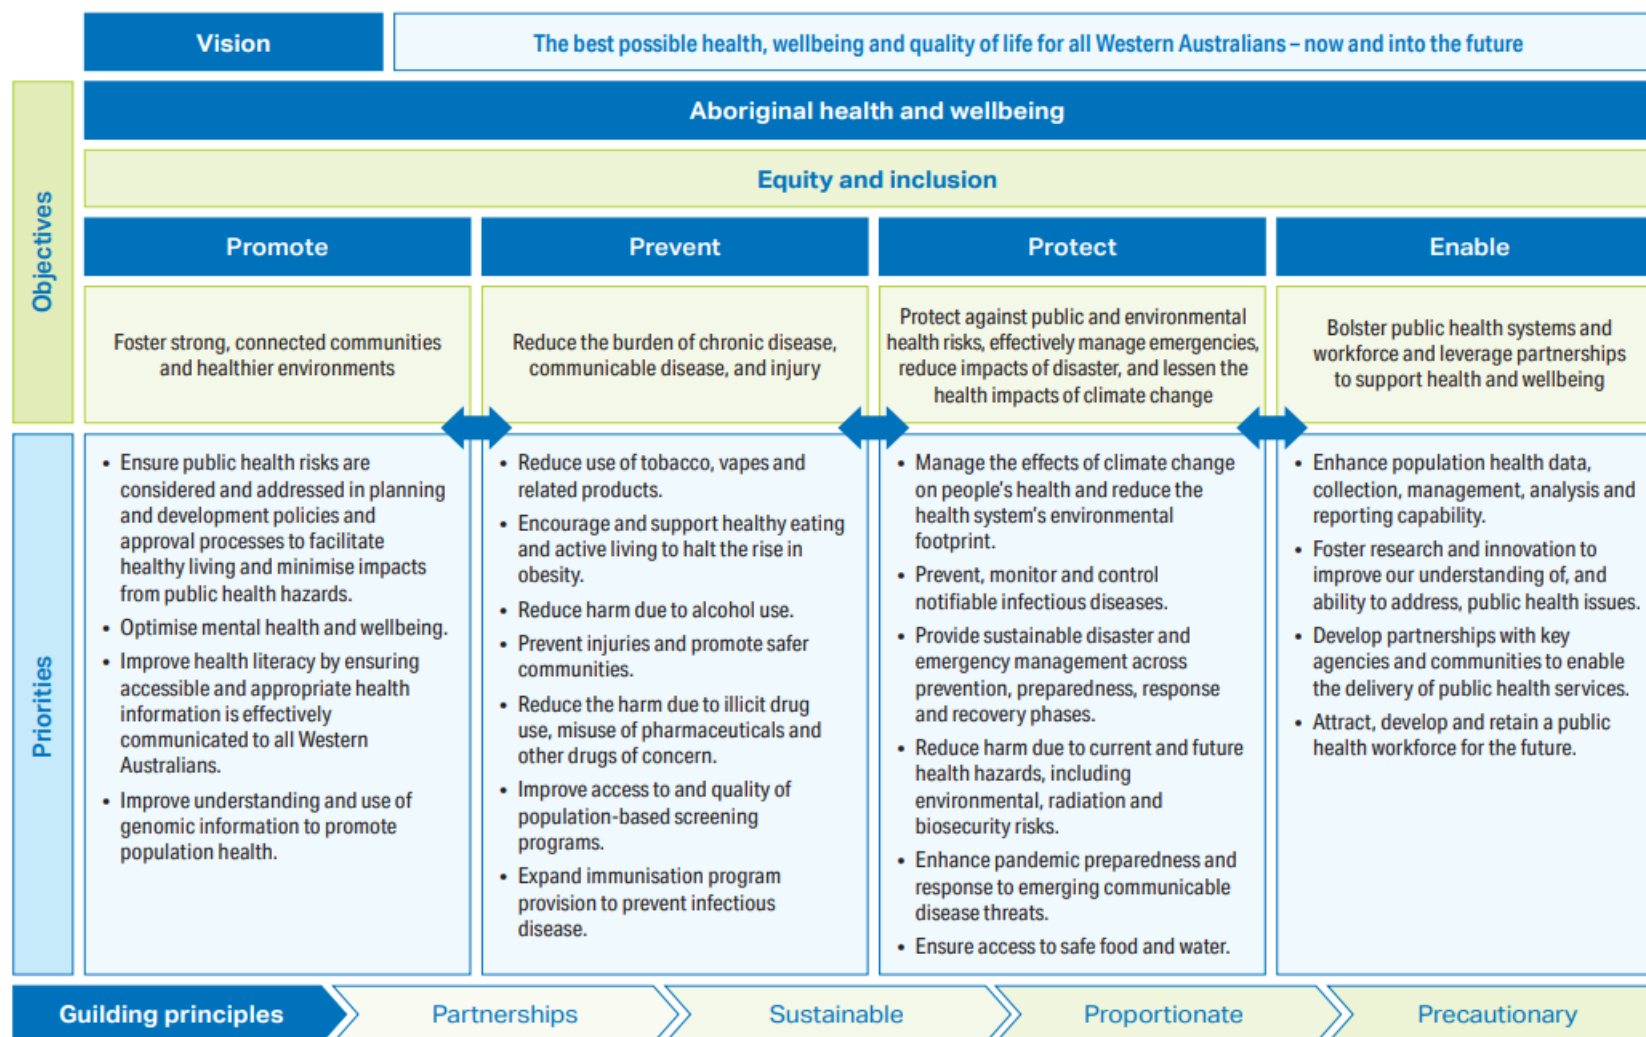 Vision
The best possible health, wellbeing and quality of life for all Western Australians – now and into the future
Objectives
Aboriginal health and wellbeing
Equity and inclusion
Promote
Foster strong, connected communities
and healthier environments
Prevent
Reduce the burden of chronic disease,
communicable disease, and injury
Protect
Protect against public and environmental
health risks, effectively manage emergencies,
reduce impacts of disaster, and lessen the
health impacts of climate change
Enable
Bolster public health systems and
workforce and leverage partnerships
to support health and wellbeing
Priorities
• Ensure public health risks are
considered and addressed in planning
and development policies and
approval processes to facilitate
healthy living and minimise impacts
from public health hazards.
• Optimise mental health and wellbeing.
• Improve health literacy by ensuring
accessible and appropriate health
information is effectively
communicated to all Western
Australians.
• Improve understanding and use of
genomic information to promote
population health.
• Reduce use of tobacco, vapes and
related products.
• Encourage and support healthy eating
and active living to halt the rise in
obesity.
• Reduce harm due to alcohol use.
• Prevent injuries and promote safer
communities.
• Reduce the harm due to illicit drug
use, misuse of pharmaceuticals and
other drugs of concern.
• Improve access to and quality of
population-based screening
programs.
• Expand immunisation program
provision to prevent infectious
disease.
• Manage the effects of climate change
on people's health and reduce the
health system's environmental
footprint.
• Prevent, monitor and control
notifiable infectious diseases.
• Provide sustainable disaster and
emergency management across
prevention, preparedness, response
and recovery phases.
• Reduce harm due to current and future
health hazards, including
environmental, radiation and
biosecurity risks.
• Enhance pandemic preparedness and
response to emerging communicable
disease threats.
• Ensure access to safe food and water.
• Enhance population health data,
collection, management, analysis and
reporting capability.
• Foster research and innovation to
improve our understanding of, and
ability to address, public health issues.
• Develop partnerships with key
agencies and communities to enable
the delivery of public health services.
• Attract, develop and retain a public
health workforce for the future.
Guilding principles
Partnerships
Sustainable
Proportionate
Precautionary